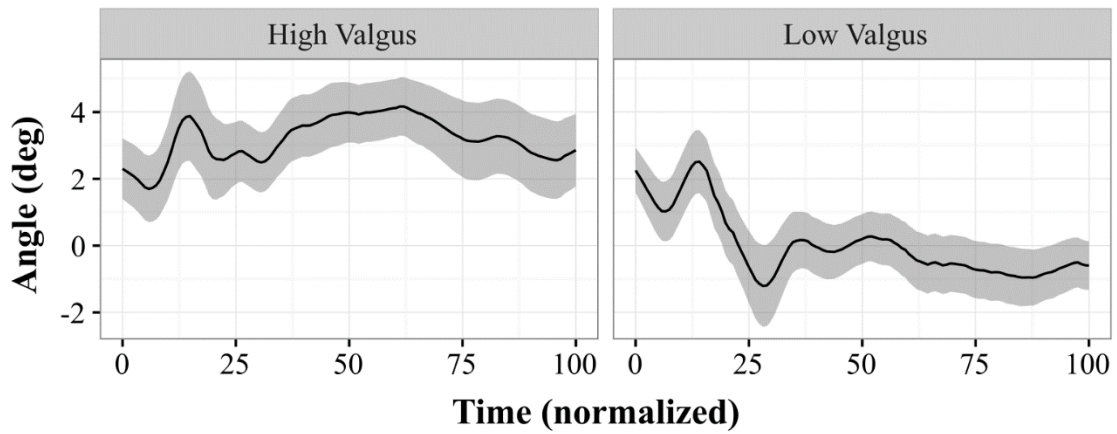 High Valgus Low Valgus
Angle (deg)
4
2
0
-2
0 25 50 75 100 0 25 50 75 100
Time (normalized)